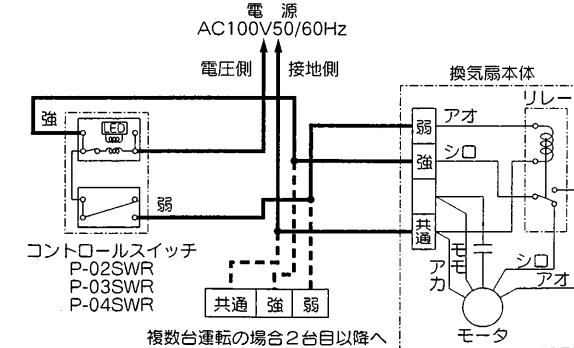 電源
AC100V50/60Hz
電圧側
接地側
換気扇本体
リレー
強
LED
弱
アオ
強
シロ
弱
共通
コントロールスイッチ
P-02SWR
P-03SWR
P-04SWR
モモ
アカ
シロ
アオ
共通
強
弱
モータ
複数台運転の場合2台目以降へ